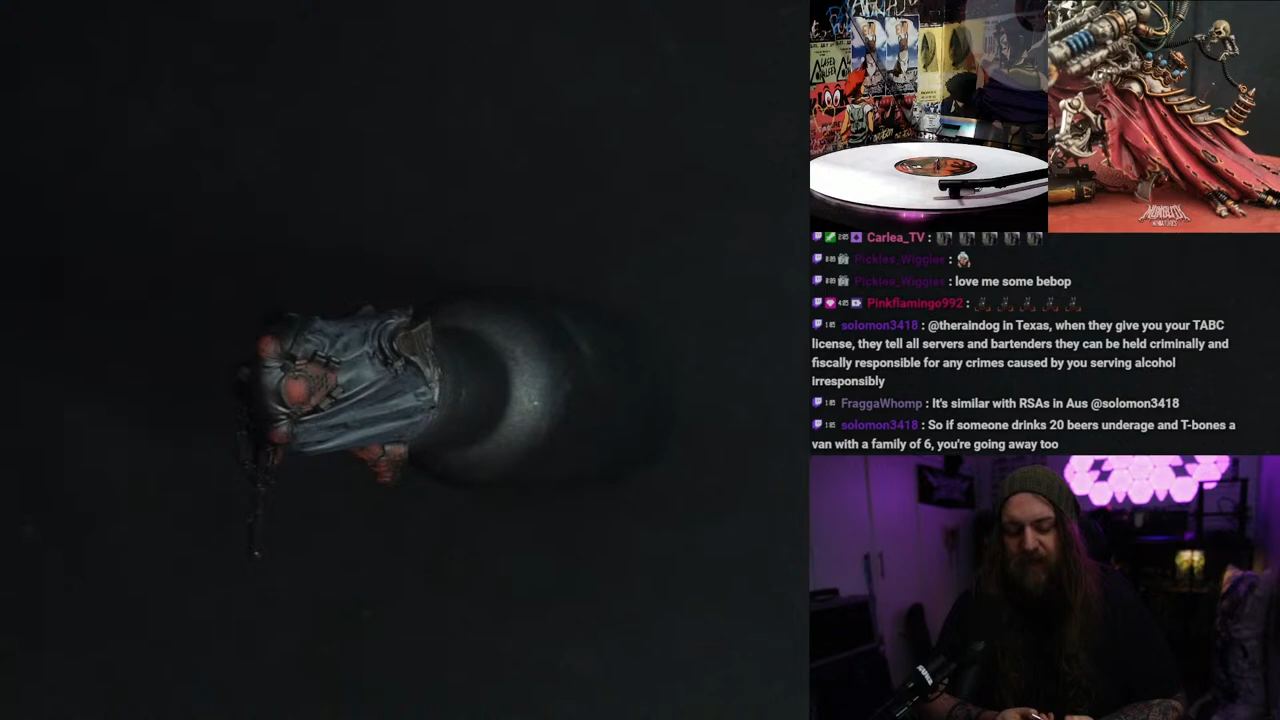 Carlea_TV :
Pickles_Wiggles :
Pickles_Wiggles : love me some bebop
Pinkflamingo992 :
solomon3418 : @theraindog in Texas, when they give you your TABC
license, they tell all servers and bartenders they can be held criminally and
fiscally responsible for any crimes caused by you serving alcohol
irresponsibly
FraggaWhomp : It's similar with RSAs in Aus @solomon3418
solomon3418 : So if someone drinks 20 beers underage and T-bones a
van with a family of 6, you're going away too